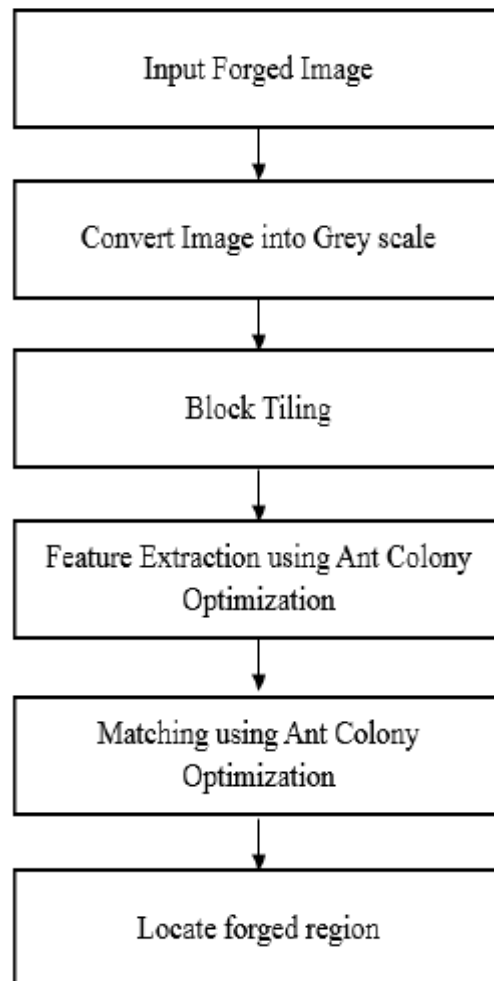 Input Forged Image
Convert Image into Grey scale
Block Tiling
Feature Extraction using Ant Colony
Optimization
Matching using Ant Colony
Optimization
Locate forged region